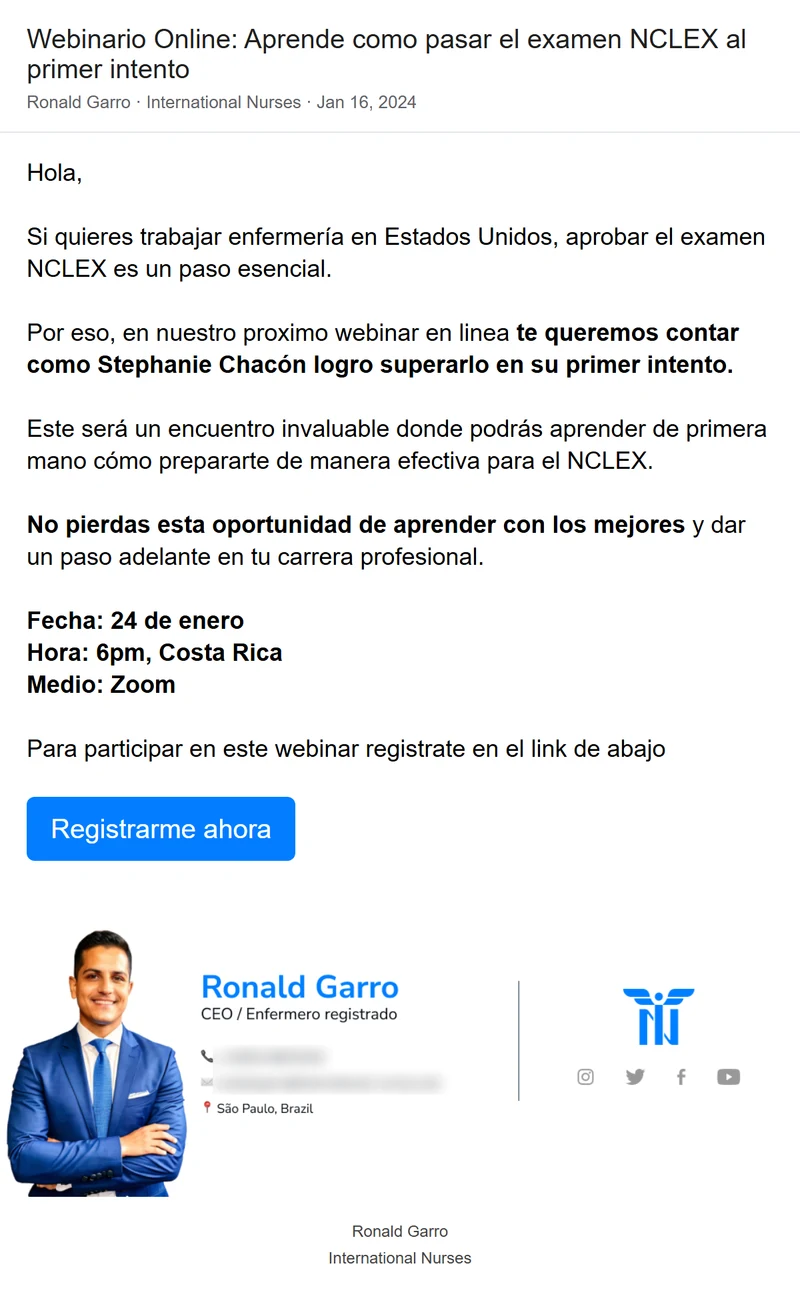 Webinario Online: Aprende como pasar el examen NCLEX al
primer intento
Ronald Garro · International Nurses · Jan 16, 2024
Hola,
Si quieres trabajar enfermería en Estados Unidos, aprobar el examen
NCLEX es un paso esencial.
Por eso, en nuestro proximo webinar en linea te queremos contar
como Stephanie Chacón logro superarlo en su primer intento.
Este será un encuentro invaluable donde podrás aprender de primera
mano cómo prepararte de manera efectiva para el NCLEX.
No pierdas esta oportunidad de aprender con los mejores y dar
un paso adelante en tu carrera profesional.
Fecha: 24 de enero
Hora: 6pm, Costa Rica
Medio: Zoom
Para participar en este webinar registrate en el link de abajo
Registrarme ahora
Ronald Garro
CEO / Enfermero registrado
São Paulo, Brazil
Ronald Garro
International Nurses